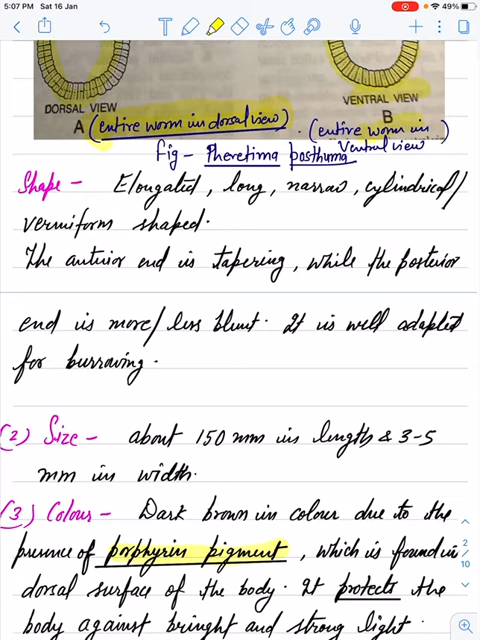 5:07 PM Sat 16 Jan
49%
DORSAL VIEW
VENTRAL VIEW
A (entire worm in dorsal view).
B
(entire worm in)
Ventral view
fig - Pheretima posthuma
Shape - Elongated, long, narrow, cylindrical/
vermiform shaped.
The anterior end is tapering, while the posterior
end is more/less blunt. It is well adapted
for burrowing.
(2) Size - about 150 mm in length & 3-5
mm in width.
(3) Colour - Dark brown in colour due to the
presence of porphyrin pigment, which is found in
dorsal surface of the body. It protects the
body against bringht and strong light.
2
/
10